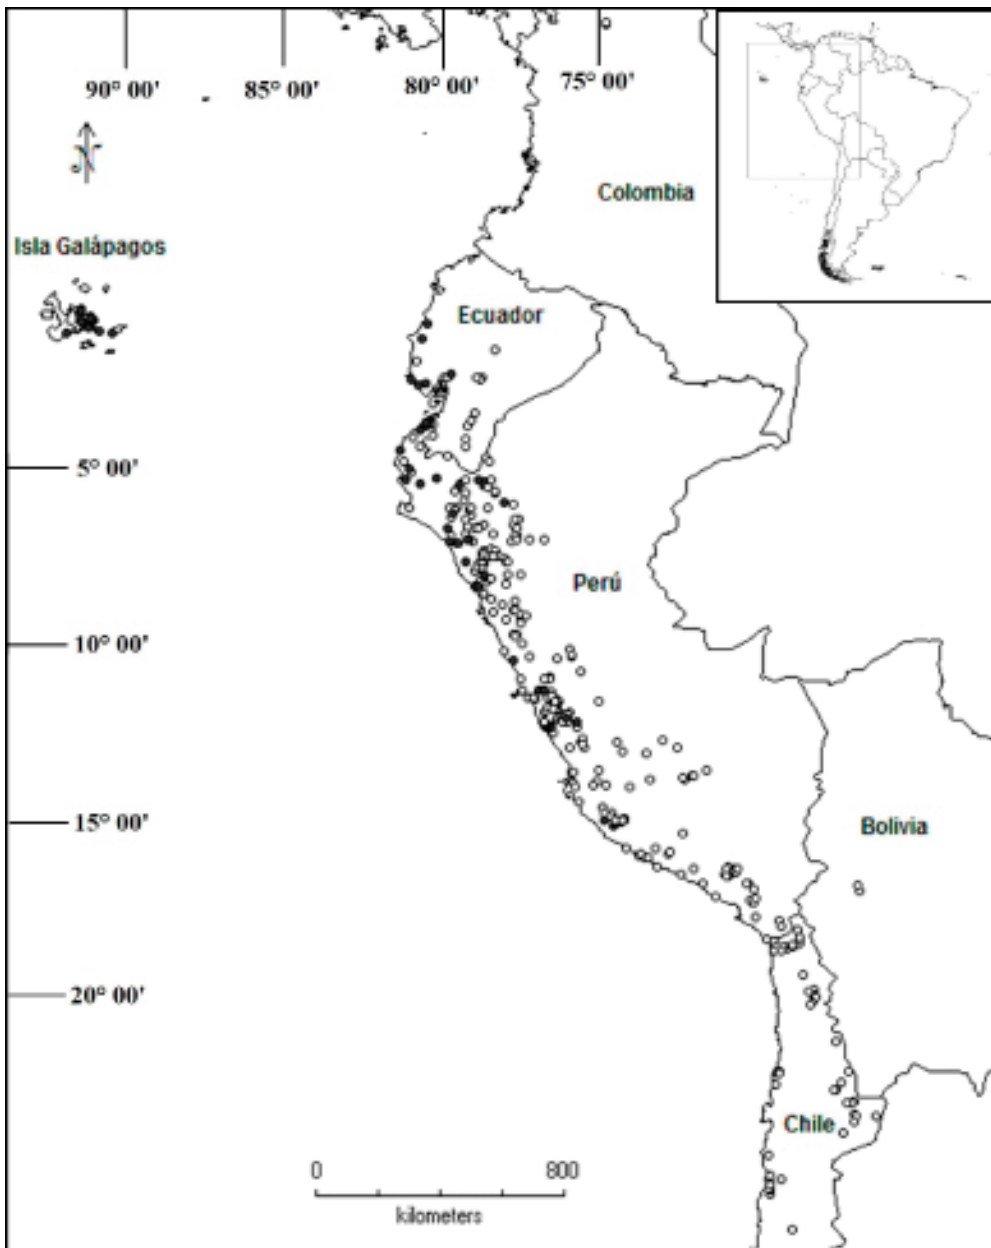 90° 00' 85° 00' 80° 00' 75° 00'
N
Colombia
Isla Galápagos
Ecuador
5° 00'
Perú
10° 00'
15° 00'
Bolivia
20° 00'
Chile
0 800
kilometers